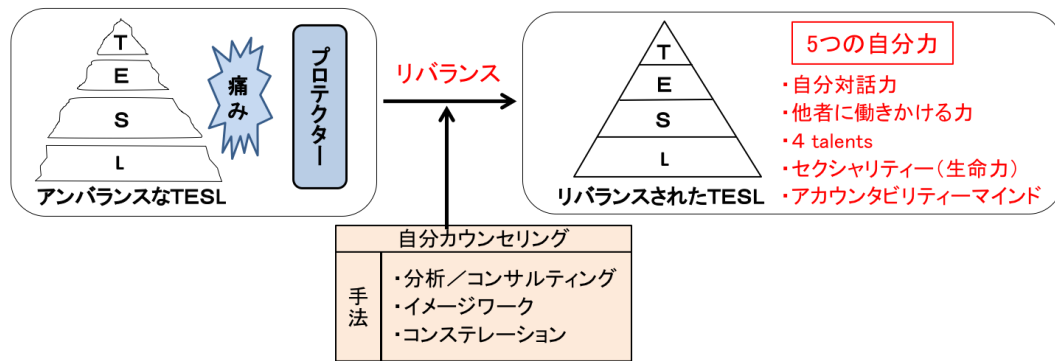 T
E
S
L
痛み
プロテクター
アンバランスなTESL
リバランス
T
E
S
L
リバランスされたTESL
5つの自分力
・自分対話力
・他者に働きかける力
・4 talents
・セクシャリティー(生命力)
・アカウンタビリティーマインド
自分カウンセリング
手法
・分析／コンサルティング
・イメージワーク
・コンステレーション